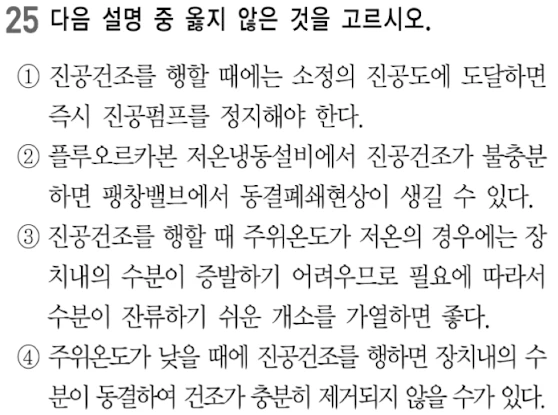 25 다음 설명 중 옳지 않은 것을 고르시오.
① 진공건조를 행할 때에는 소정의 진공도에 도달하면
즉시 진공펌프를 정지해야 한다.
② 플루오르카본 저온냉동설비에서 진공건조가 불충분
하면 팽창밸브에서 동결폐쇄현상이 생길 수 있다.
③ 진공건조를 행할 때 주위온도가 저온의 경우에는 장
치내의 수분이 증발하기 어려우므로 필요에 따라서
수분이 잔류하기 쉬운 개소를 가열하면 좋다.
④ 주위온도가 낮을 때에 진공건조를 행하면 장치내의 수
분이 동결하여 건조가 충분히 제거되지 않을 수가 있다.